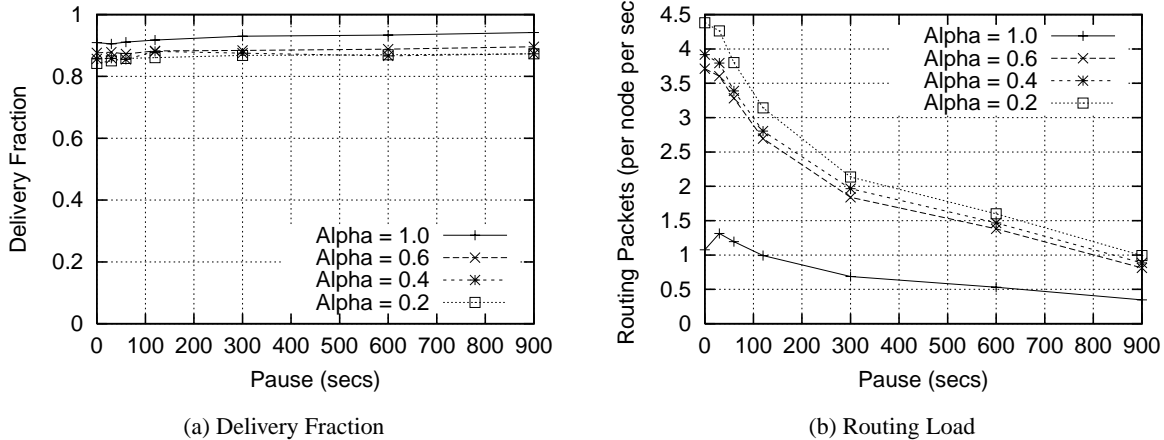 1
0.8
0.6
0.4
0.2
0
Delivery Fraction
Alpha = 1.0
Alpha = 0.6
Alpha = 0.4
Alpha = 0.2
0 100 200 300 400 500 600 700 800 900
Pause (secs)
(a) Delivery Fraction
4.5
4
3.5
3
2.5
2
1.5
1
0.5
0
Routing Packets (per node per sec
Alpha = 1.0
Alpha = 0.6
Alpha = 0.4
Alpha = 0.2
0 100 200 300 400 500 600 700 800 900
Pause (secs)
(b) Routing Load